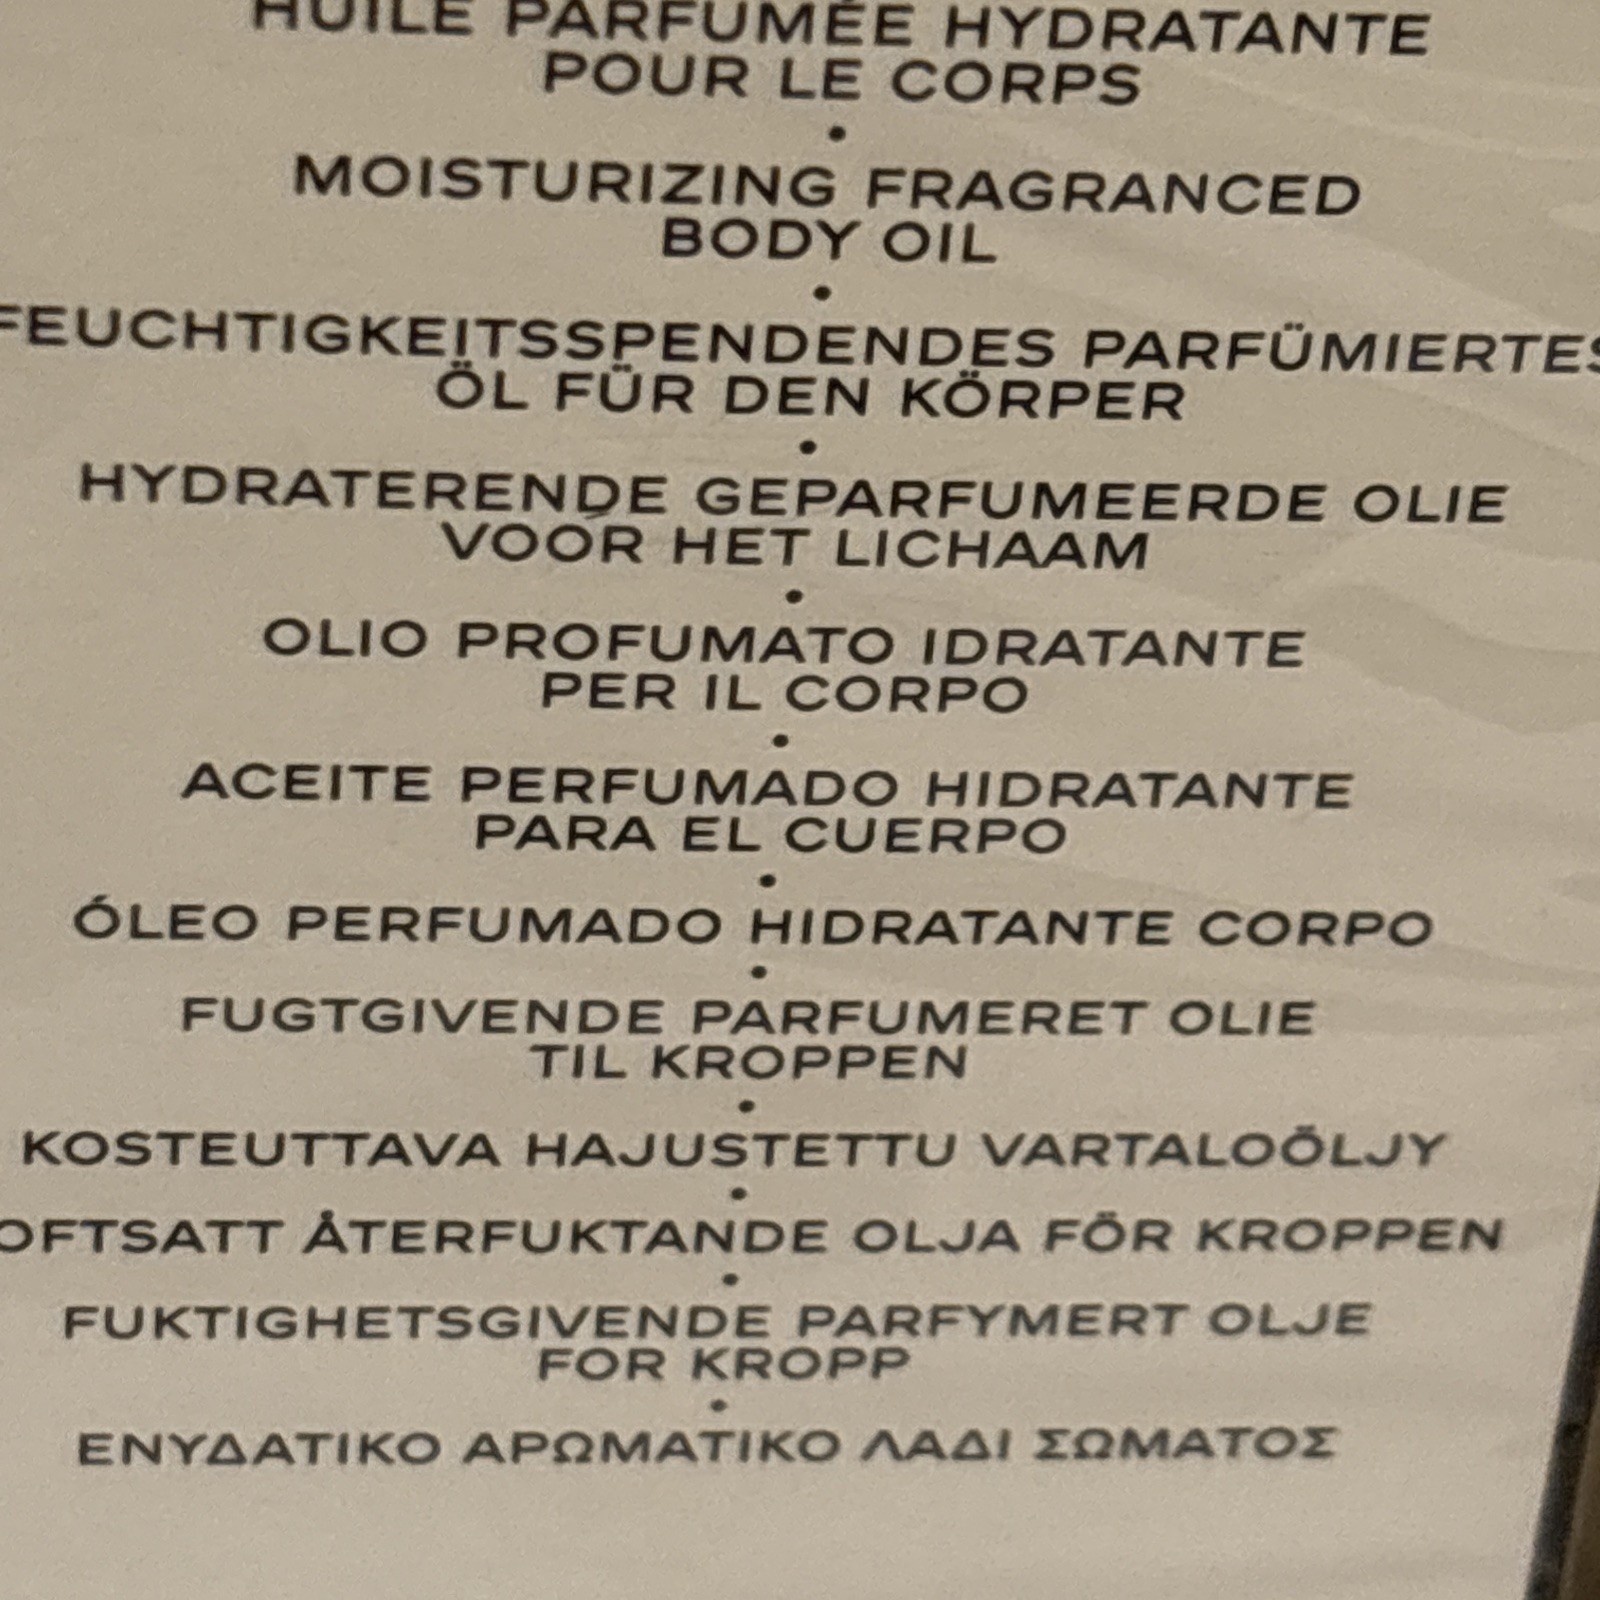 HUILE PARFUMÉE HYDRATANTE
POUR LE CORPS
•
MOISTURIZING FRAGRANCED
BODY OIL
•
FEUCHTIGKEITSSPENDENDES PARFÜMIERTES
ÖL FÜR DEN KÖRPER
•
HYDRATERENDE GEPARFUMEERDE OLIE
VOOR HET LICHAAM
•
OLIO PROFUMATO IDRATANTE
PER IL CORPO
•
ACEITE PERFUMADO HIDRATANTE
PARA EL CUERPO
•
ÓLEO PERFUMADO HIDRATANTE CORPO
•
FUGTGIVENDE PARFUMERET OLIE
TIL KROPPEN
•
KOSTEUTTAVA HAJUSTETTU VARTALOÖLJY
•
OFTSATT ÅTERFUKTANDE OLJA FÖR KROPPEN
•
FUKTIGHETSGIVENDE PARFYMERT OLJE
FOR KROPP
•
ΕΝΥΔΑΤΙΚΟ ΑΡΩΜΑΤΙΚΟ ΛΑΔΙ ΣΩΜΑΤΟΣ